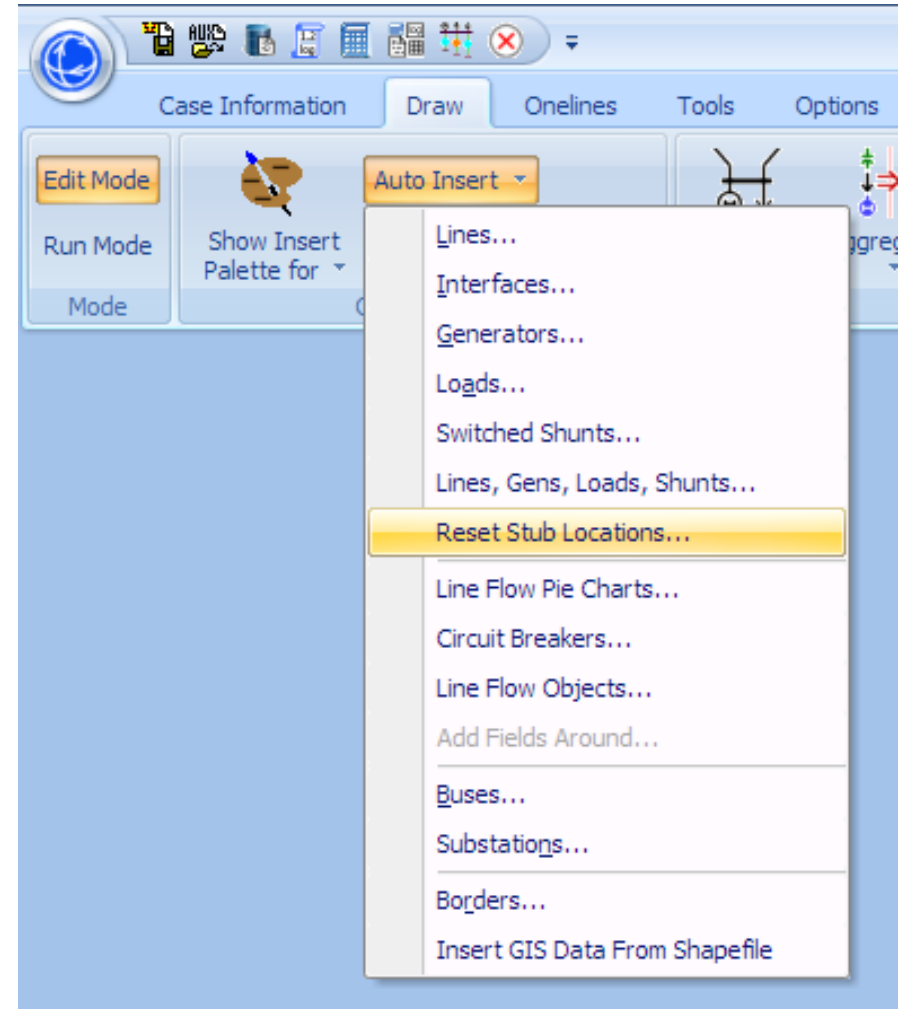 AUX
log
Case Information
Draw
Onelines
Tools
Options
Edit Mode
Run Mode
Mode
Show Insert
Palette for
Auto Insert
Lines...
Interfaces...
Generators...
Loads...
Switched Shunts...
Lines, Gens, Loads, Shunts...
Reset Stub Locations...
Line Flow Pie Charts...
Circuit Breakers...
Line Flow Objects...
Add Fields Around...
Buses...
Substations...
Borders...
Insert GIS Data From Shapefile